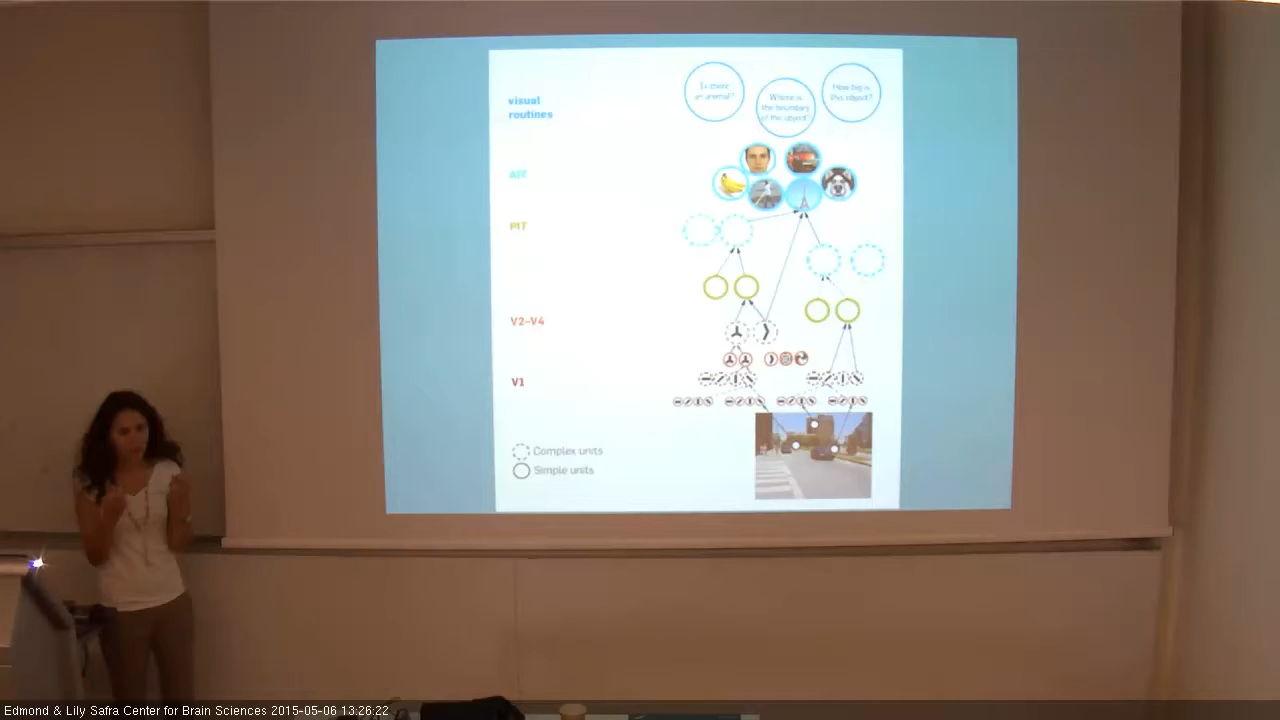 Is there
an animal?
Where is
the boundary
of the object?
How big is
this object?
visual
routines
AIT
PIT
V2–V4
V1
Complex units
Simple units
Edmond & Lily Safra Center for Brain Sciences 2015-05-06 13:26:22